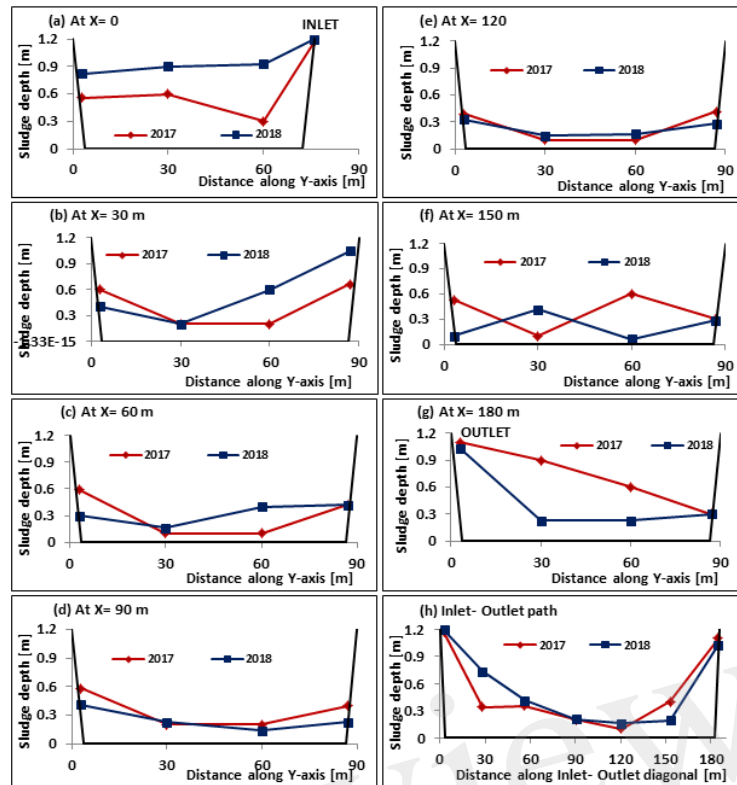 (a) At X= 0
INLET
Sludge depth [m]
1.2
0.9
0.6
0.3
0
2017
2018
0 30 60 90
Distance along Y-axis [m]
(b) At X= 30 m
Sludge depth [m]
1.2
0.9
0.6
0.3
2017
2018
0 30 60 90
Distance along Y-axis [m]
(c) At X= 60 m
Sludge depth [m]
1.2
0.9
0.6
0.3
0
2017
2018
0 30 60 90
Distance along Y-axis [m]
(d) At X= 90 m
Sludge depth [m]
1.2
0.9
0.6
0.3
0
2017
2018
0 30 60 90
Distance along Y-axis [m]
(e) At X= 120
Sludge depth [m]
1.2
0.9
0.6
0.3
0
2017
2018
0 30 60 90
Distance along Y-axis [m]
(f) At X= 150 m
Sludge depth [m]
1.2
0.9
0.6
0.3
0
2017
2018
0 30 60 90
Distance along Y-axis [m]
(g) At X= 180 m
OUTLET
Sludge depth [m]
1.2
0.9
0.6
0.3
0
2017
2018
0 30 60 90
Distance along Y-axis [m]
(h) Inlet- Outlet path
Sludge depth [m]
1.2
0.9
0.6
0.3
0
2017
2018
0 30 60 90 120 150 180
Distance along Inlet- Outlet diagonal [m]
view